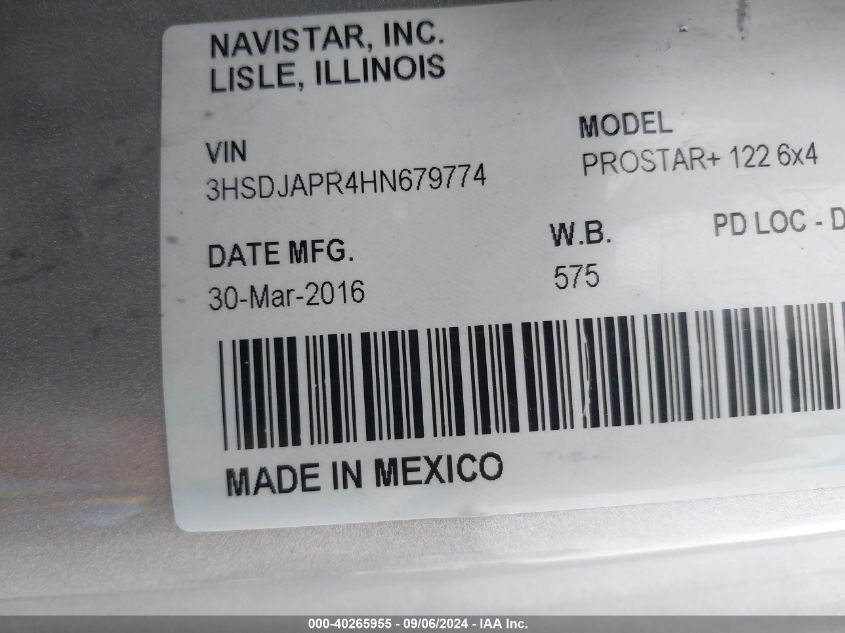 NAVISTAR, INC.
LISLE, ILLINOIS
VIN
3HSDJAPR4HN679774
MODEL
PROSTAR+ 122 6x4
DATE MFG.
30-Mar-2016
W.B.
575
PD LOC - D
MADE IN MEXICO
000-40265955 - 09/06/2024 - IAA Inc.